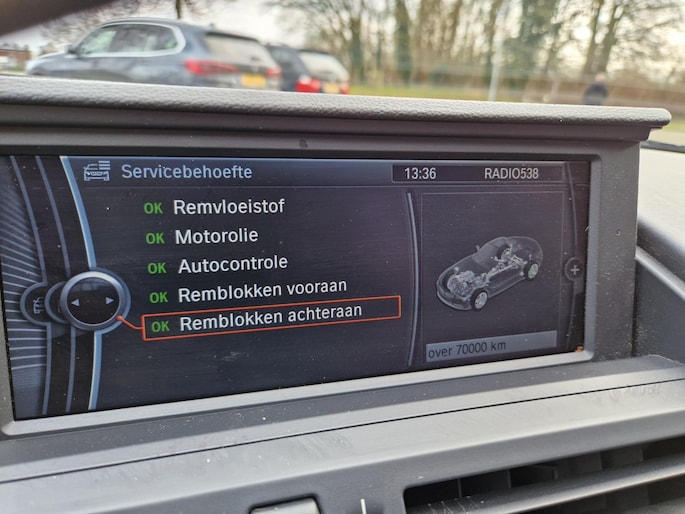 Servicebehoefte
13:36
RADIO538
OK Remvloeistof
OK Motorolie
OK Autocontrole
OK Remblokken vooraan
OK Remblokken achteraan
over 70000 km